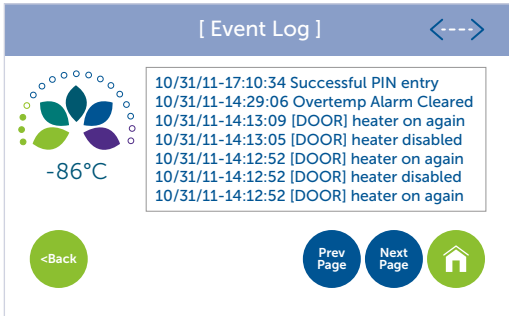 [ Event Log ]
10/31/11-17:10:34 Successful PIN entry
10/31/11-14:29:06 Overtemp Alarm Cleared
10/31/11-14:13:09 [DOOR] heater on again
10/31/11-14:13:05 [DOOR] heater disabled
10/31/11-14:12:52 [DOOR] heater on again
10/31/11-14:12:52 [DOOR] heater disabled
10/31/11-14:12:52 [DOOR] heater on again
-86°C
<Back
Prev
Page
Next
Page